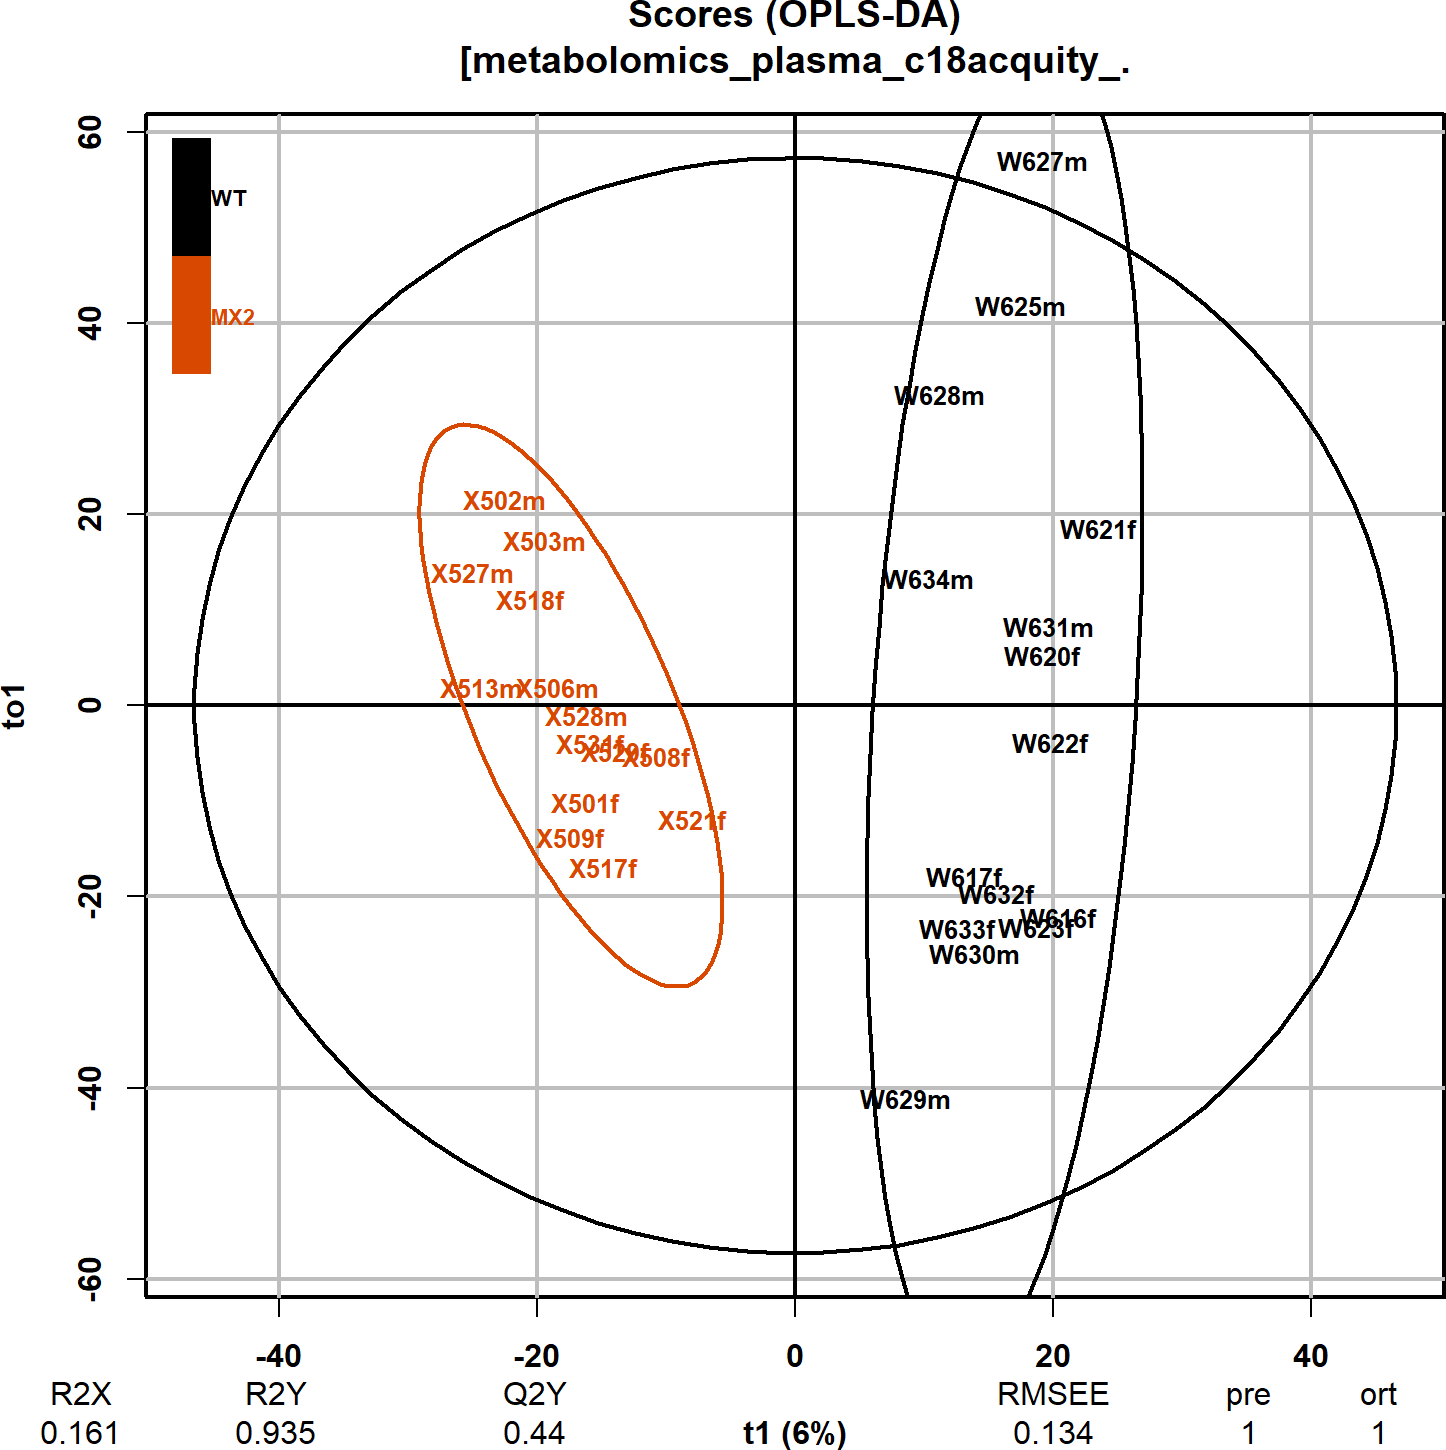 Scores (OPLS-DA)
[metabolomics_plasma_c18acquity_.
60
40
20
0
-20
-40
-60
to1
WT
MX2
W627m
W625m
W628m
X502m
W621f
X503m
X527m
W634m
X518f
W631m
W620f
X513m
X506m
X528m
W622f
X531f
X529f
X508f
X501f
X521f
X509f
X517f
W617f
W632f
W616f
W633f
W623f
W630m
W629m
-40 -20 0 20 40
R2X R2Y Q2Y RMSEE pre ort
0.161 0.935 0.44 t1 (6%) 0.134 1 1